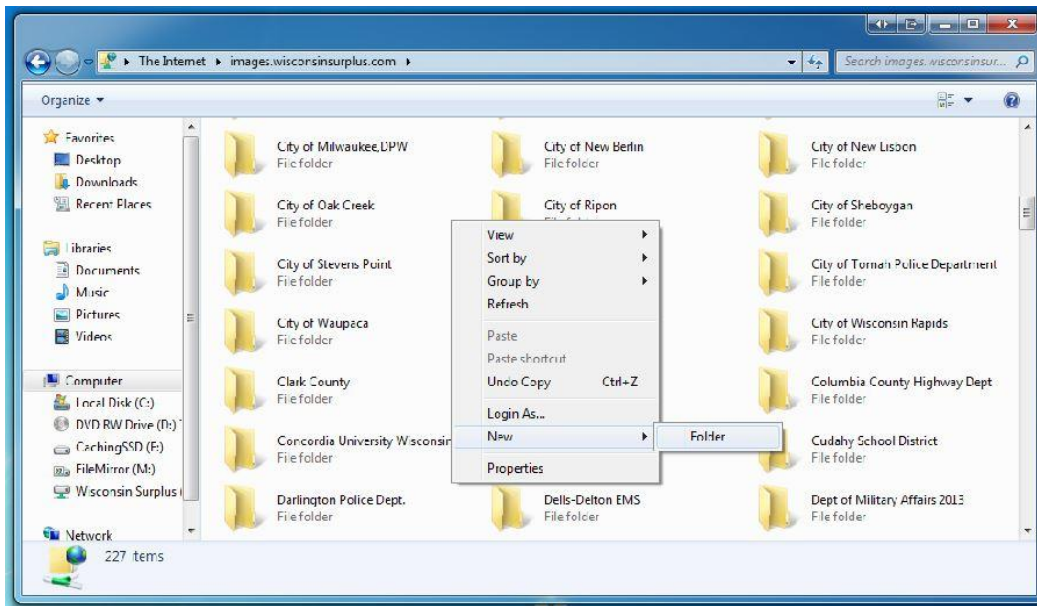 The Internet
images.wisconsinsurplus.com
Search images.wisconsinsur...
Organize
Favorites
Desktop
Downloads
Recent Places
Libraries
Documents
Music
Pictures
Videos
Computer
Local Disk (C:)
DVD RW Drive (D:)
CachingSSD (E:)
FileMirror (M:)
Wisconsin Surplus
Network
City of Milwaukee,DPW
File folder
City of New Berlin
File folder
City of New Lisbon
File folder
City of Oak Creek
File folder
City of Ripon
City of Sheboygan
File folder
City of Stevens Point
File folder
City of Tomah Police Department
File folder
City of Waupaca
File folder
City of Wisconsin Rapids
File folder
Clark County
File folder
Columbia County Highway Dept
File folder
Concordia University Wisconsin
File folder
Cudahy School District
File folder
Darlington Police Dept.
File folder
Dells-Delton EMS
File folder
Dept of Military Affairs 2013
File folder
View
Sort by
Group by
Refresh
Paste
Paste shortcut
Undo Copy Ctrl+Z
Login As...
New
Folder
Properties
227 items